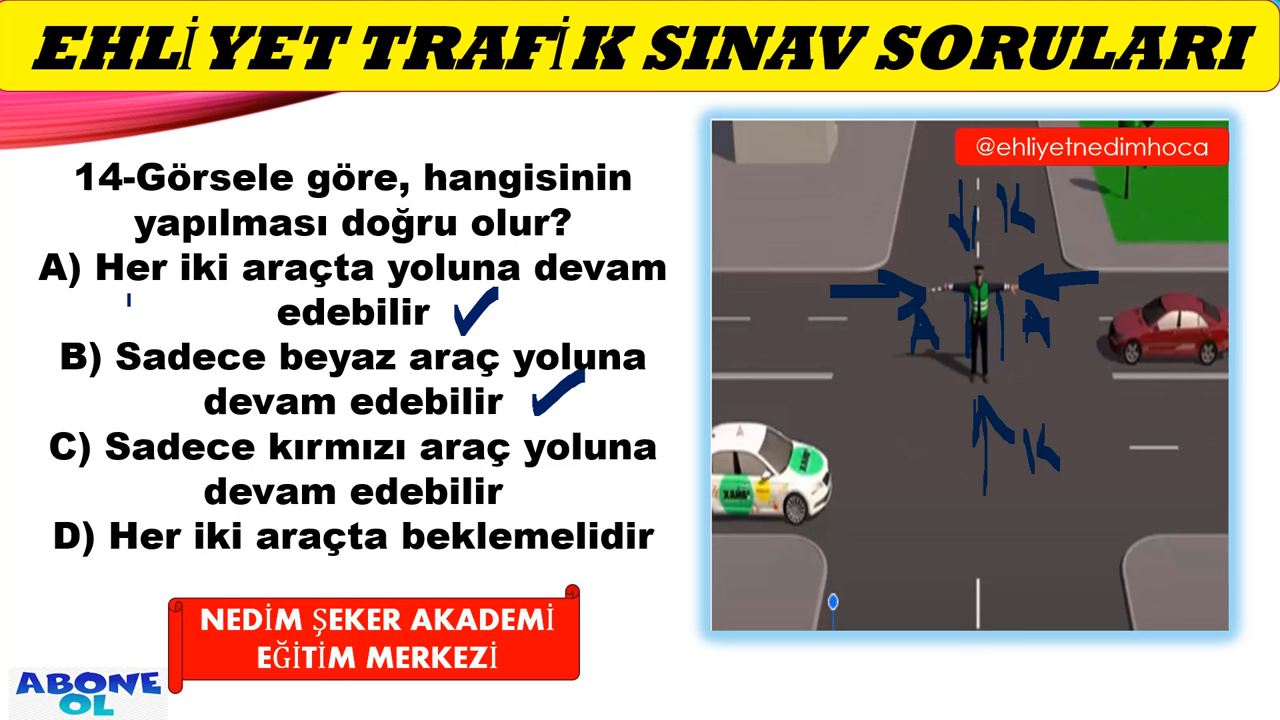 EHLİYET TRAFİK SINAV SORULARI
@ehliyetnedimhoca
14-Görsele göre, hangisinin
yapılması doğru olur?
A) Her iki araçta yoluna devam
edebilir
B) Sadece beyaz araç yoluna
devam edebilir
C) Sadece kırmızı araç yoluna
devam edebilir
D) Her iki araçta beklemelidir
K
A
A
K
NEDİM ŞEKER AKADEMİ
EĞİTİM MERKEZİ
ABONE
OL